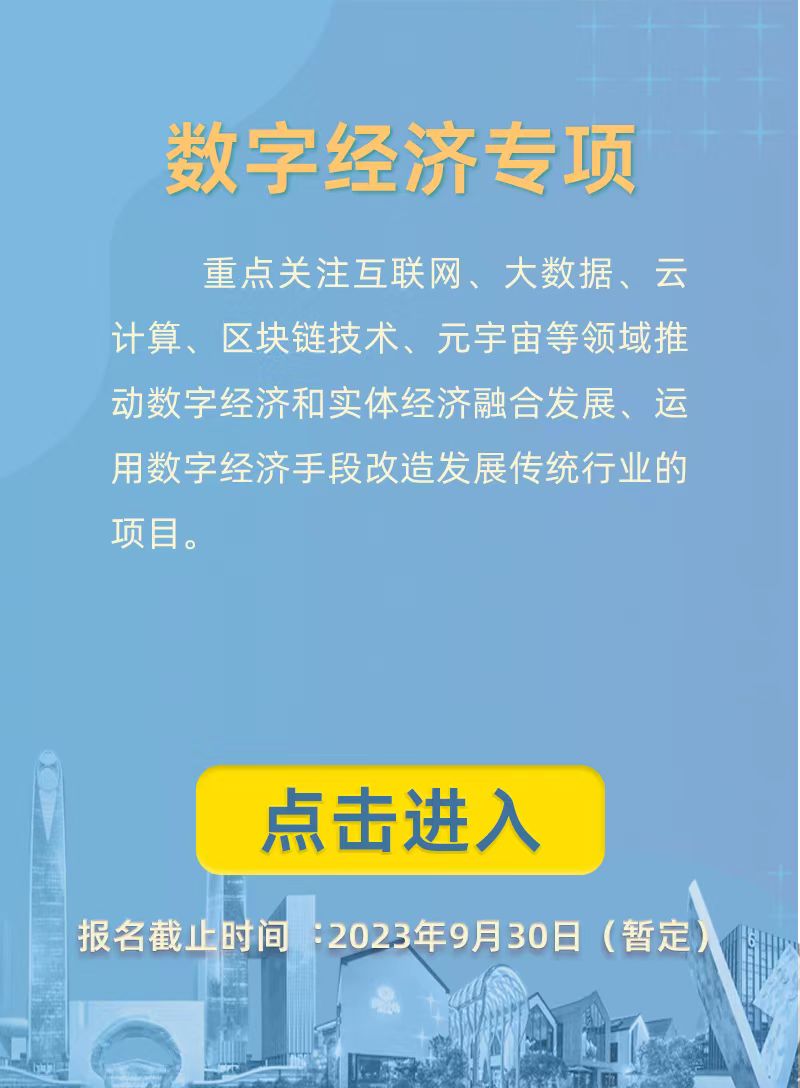 数字经济专项
重点关注互联网、大数据、云
计算、区块链技术、元宇宙等领域推
动数字经济和实体经济融合发展、运
用数字经济手段改造发展传统行业的
项目。
点击进入
报名截止时间：2023年9月30日（暂定）
6